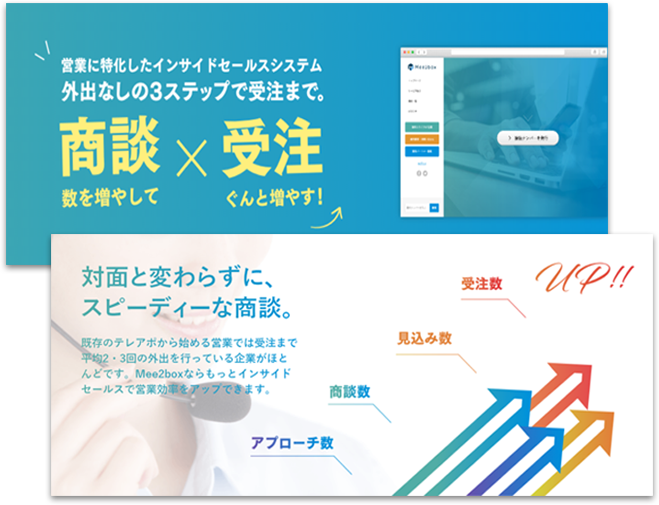 営業に特化したインサイドセールスシステム
外出なしの3ステップで受注まで。
商談×受注
数を増やして ぐんと増やす!
Mee2box
対面と変わらずに、
スピーディーな商談。
既存のテレアポから始める営業では受注まで
平均2・3回の外出を行っている企業がほと
んどです。Mee2boxならもっとインサイド
セールスで営業効率をアップできます。
UP!!
受注数
見込み数
商談数
アプローチ数